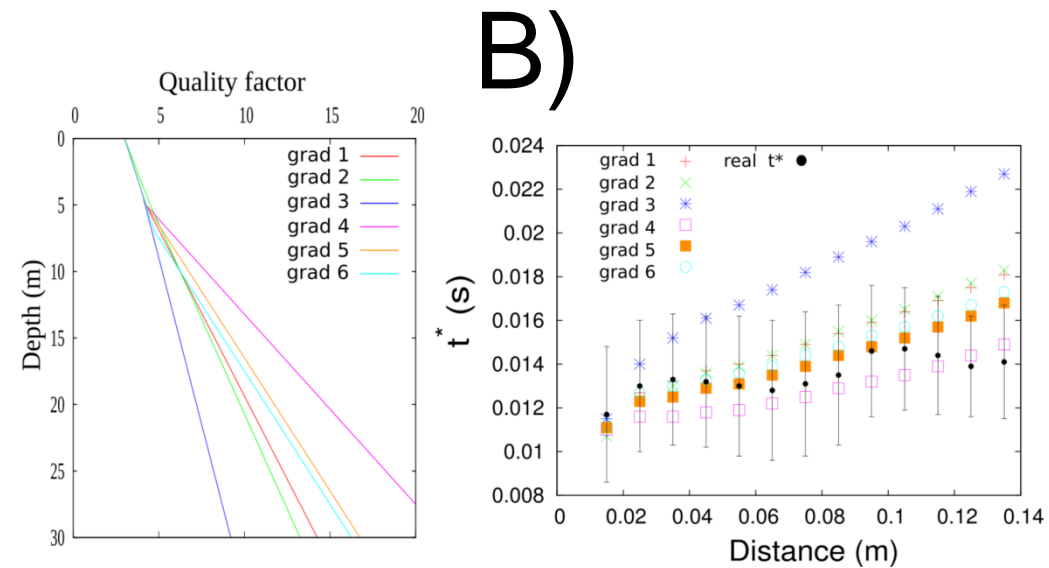 B)
Quality factor
0 5 10 15 20
0
5
10
15
20
25
30
Depth (m)
grad 1
grad 2
grad 3
grad 4
grad 5
grad 6
0.024
0.022
0.02
0.018
0.016
0.014
0.012
0.01
0.008
t* (s)
grad 1 real t*
grad 2
grad 3
grad 4
grad 5
grad 6
0 0.02 0.04 0.06 0.08 0.1 0.12 0.14
Distance (m)